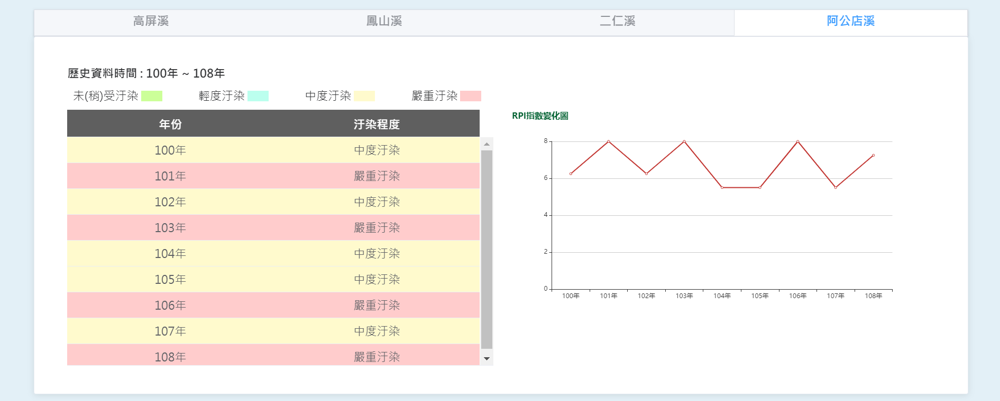 高屏溪 鳳山溪 二仁溪 阿公店溪
歷史資料時間 : 100年 ~ 108年
未(稍)受汙染 輕度汙染 中度汙染 嚴重汙染
年份 汙染程度
100年 中度汙染
101年 嚴重汙染
102年 中度汙染
103年 嚴重汙染
104年 中度汙染
105年 中度汙染
106年 嚴重汙染
107年 中度汙染
108年 嚴重汙染
RPI指數變化圖
8
6
4
2
0
100年 101年 102年 103年 104年 105年 106年 107年 108年